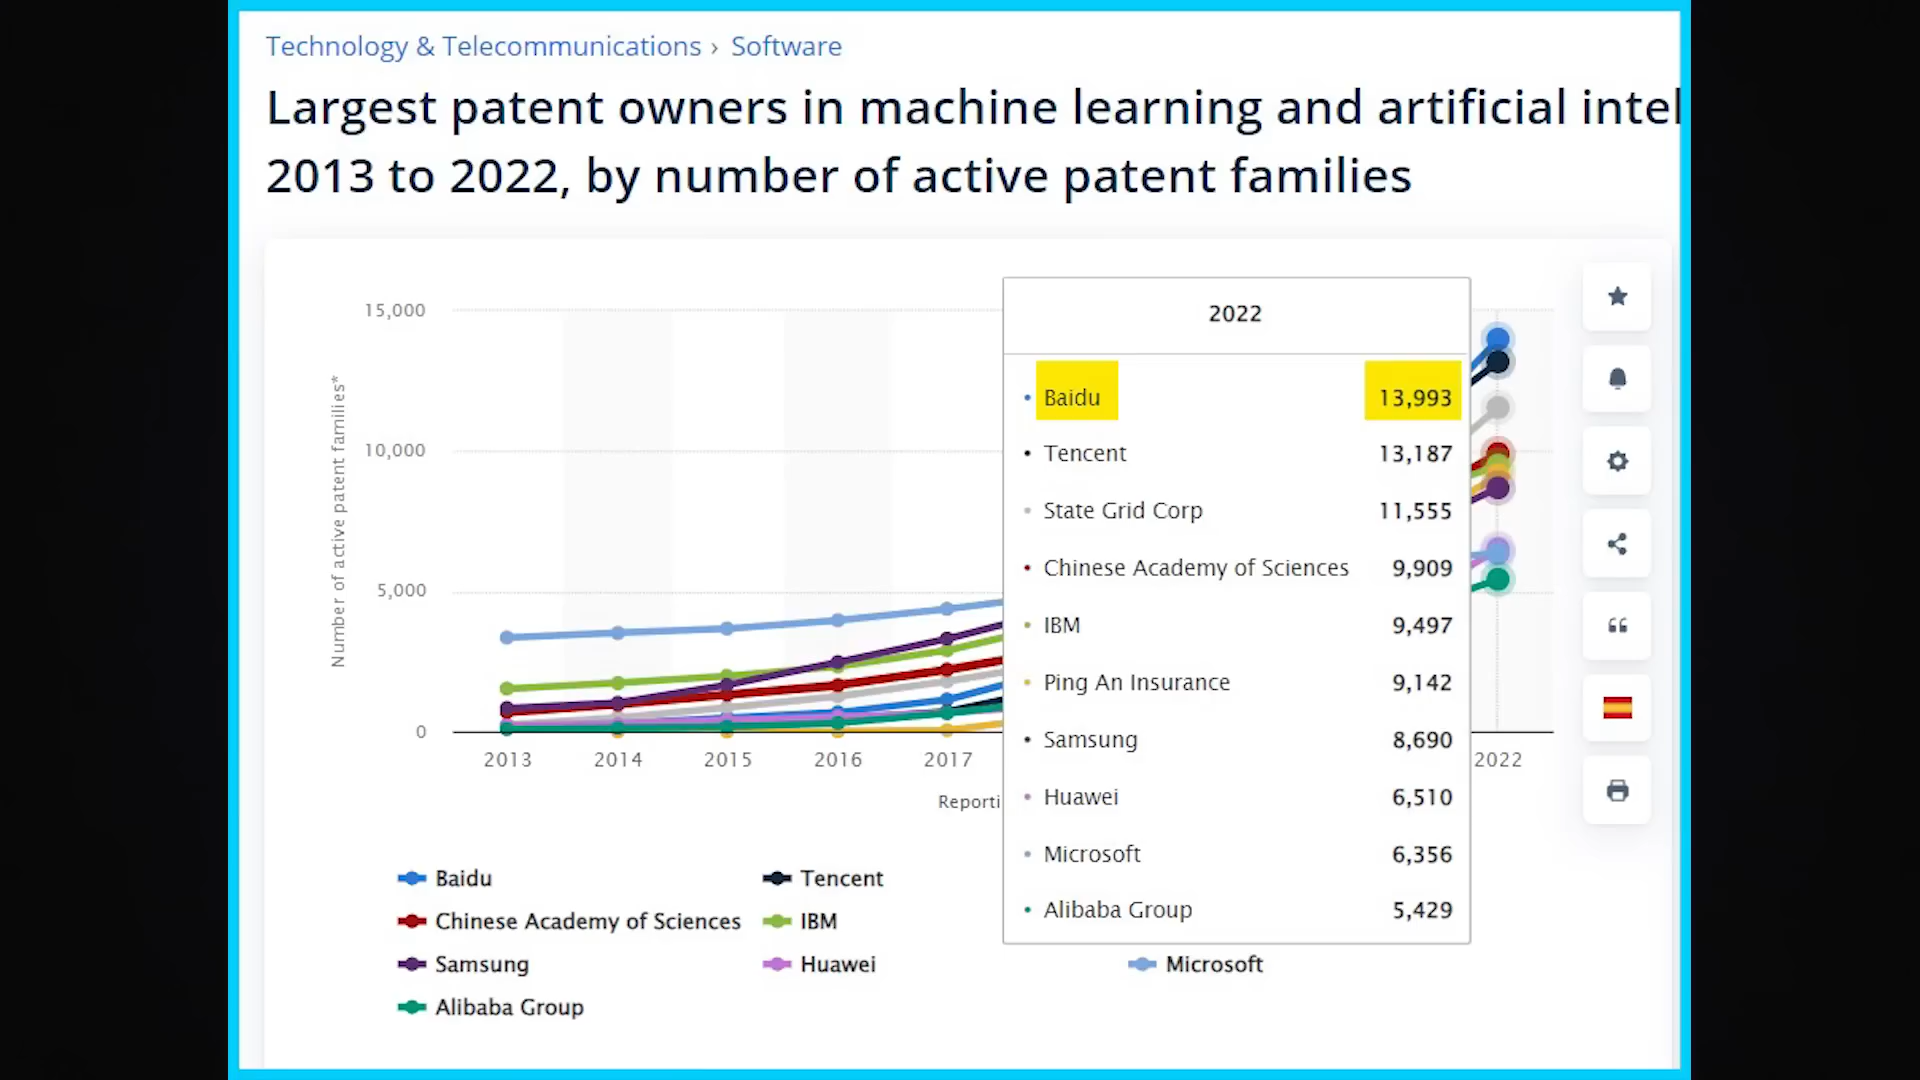 Technology & Telecommunications › Software
Largest patent owners in machine learning and artificial intel
2013 to 2022, by number of active patent families
Number of active patent families*
15,000
10,000
5,000
0
2013 2014 2015 2016 2017 2022
Reporti
2022
Baidu 13,993
Tencent 13,187
State Grid Corp 11,555
Chinese Academy of Sciences 9,909
IBM 9,497
Ping An Insurance 9,142
Samsung 8,690
Huawei 6,510
Microsoft 6,356
Alibaba Group 5,429
Baidu Tencent
Chinese Academy of Sciences IBM
Samsung Huawei Microsoft
Alibaba Group